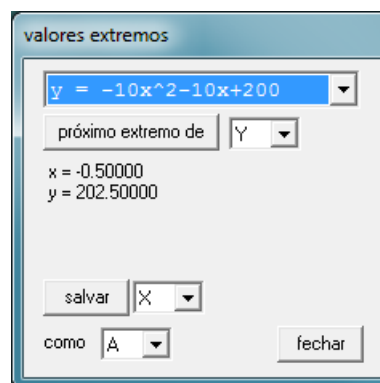 valores extremos
y = -10x^2-10x+200
próximo extremo de Y
x = -0.50000
y = 202.50000
salvar X
como A fechar